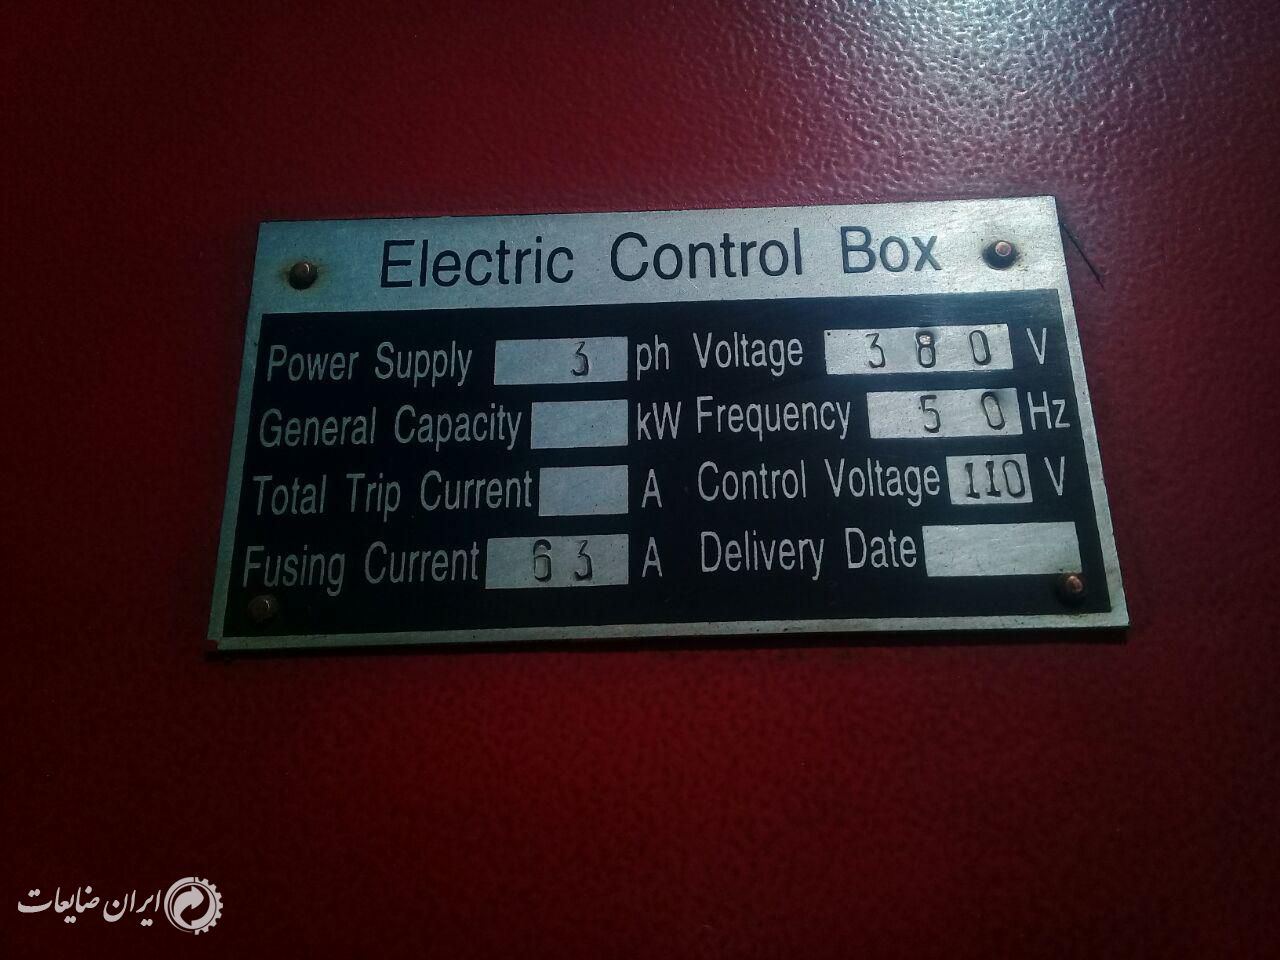 Electric Control Box
Power Supply 3 ph Voltage 380 V
General Capacity kW Frequency 50 Hz
Total Trip Current A Control Voltage 110 V
Fusing Current 63 A Delivery Date
ایران ضایعات